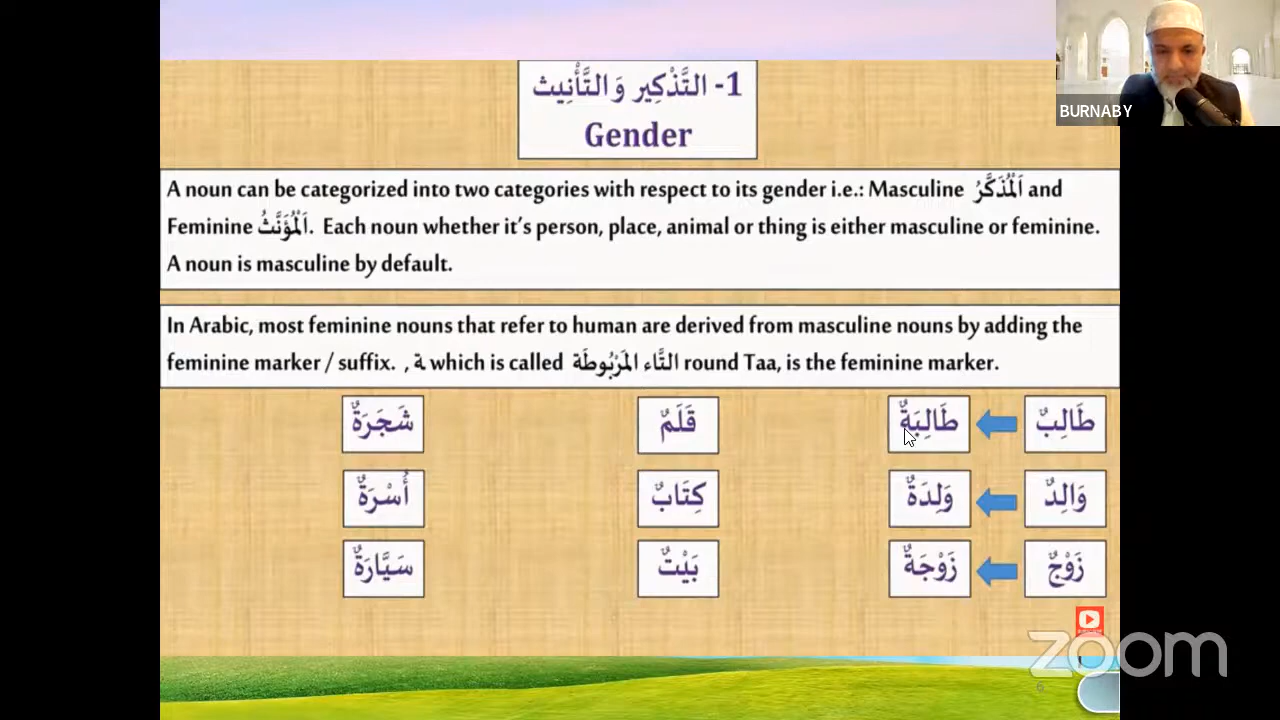 1- التَّذْكِير وَ التَّأْنِيث
Gender
BURNABY
A noun can be categorized into two categories with respect to its gender i.e.: Masculine اَلْمُذَكَّرُ and
Feminine اَلْمُؤَنَّثُ. Each noun whether it's person, place, animal or thing is either masculine or feminine.
A noun is masculine by default.
In Arabic, most feminine nouns that refer to human are derived from masculine nouns by adding the
feminine marker / suffix. , ة which is called التَّاء المَرْبُوطَة round Taa, is the feminine marker.
طَالِبٌ طَالِبَةٌ قَلَمٌ شَجَرَةٌ
وَالِدٌ وَلِدَةٌ كِتَابٌ أُسْرَةٌ
زَوْجٌ زَوْجَةٌ بَيْتٌ سَيَّارَةٌ
zoom